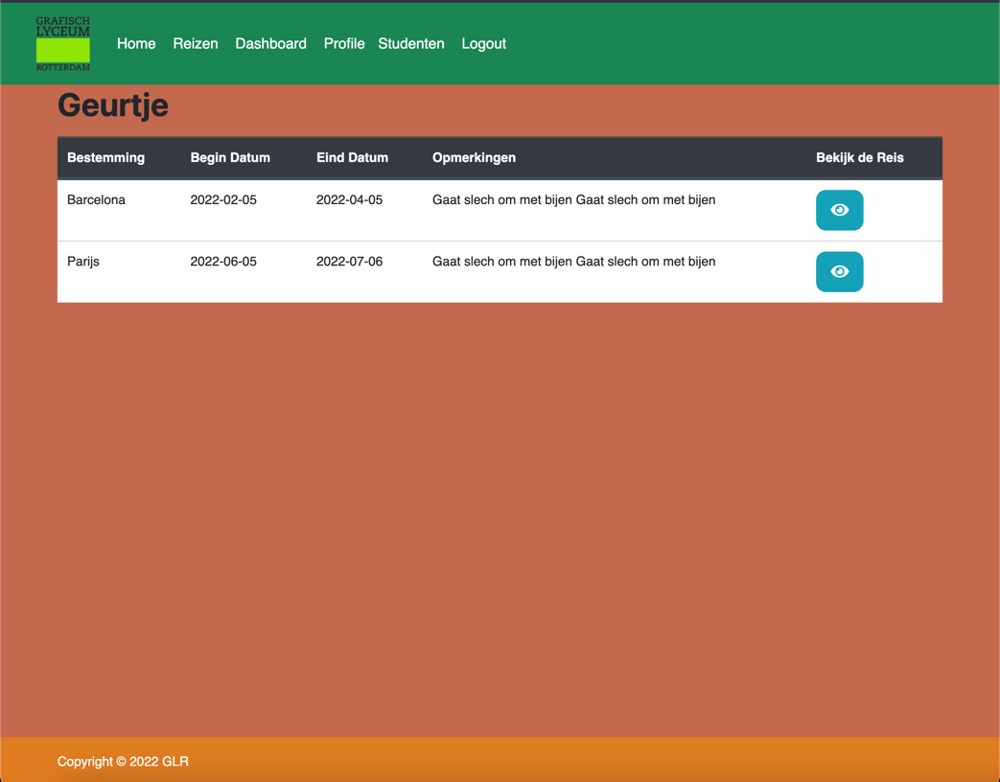 GRAFISCH
LYCEUM
ROTTERDAM
Home Reizen Dashboard Profile Studenten Logout
Geurtje
Bestemming Begin Datum Eind Datum Opmerkingen Bekijk de Reis
Barcelona 2022-02-05 2022-04-05 Gaat slech om met bijen Gaat slech om met bijen
Parijs 2022-06-05 2022-07-06 Gaat slech om met bijen Gaat slech om met bijen
Copyright © 2022 GLR